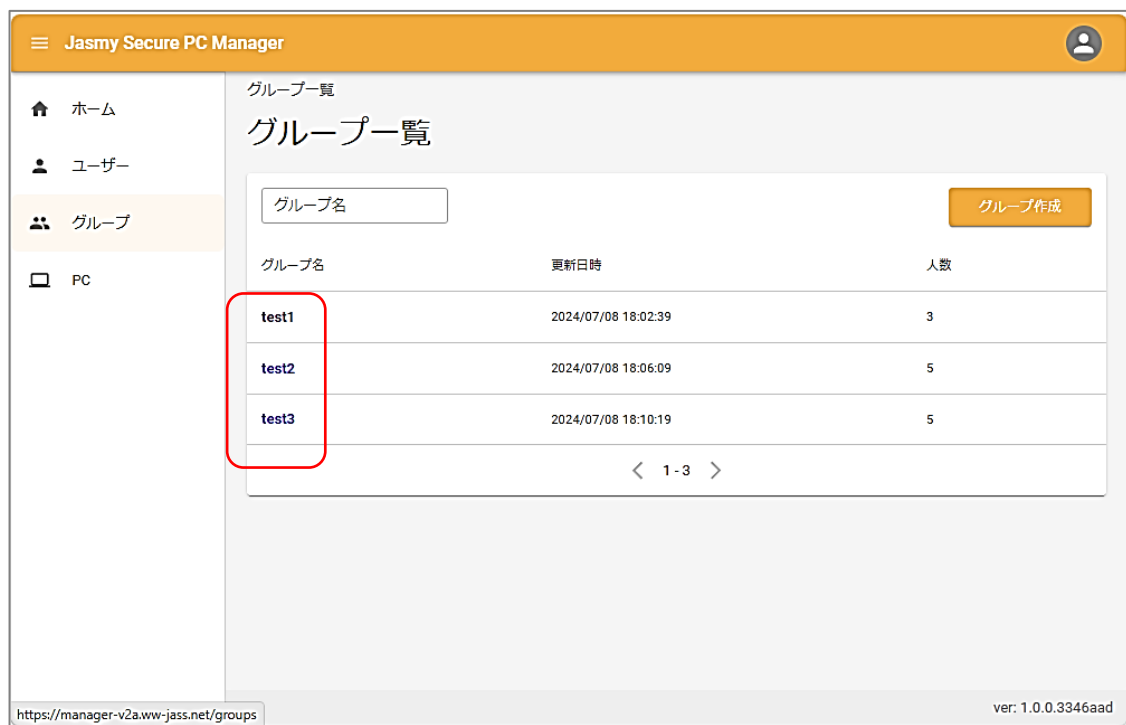 Jasmy Secure PC Manager
ホーム
ユーザー
グループ
PC
グループ一覧
グループ一覧
グループ名
グループ作成
グループ名 更新日時 人数
test1 2024/07/08 18:02:39 3
test2 2024/07/08 18:06:09 5
test3 2024/07/08 18:10:19 5
1 - 3
https://manager-v2a.ww-jass.net/groups
ver: 1.0.0.3346aad